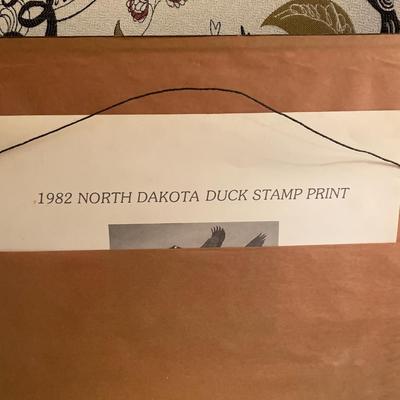 1982 NORTH DAKOTA DUCK STAMP PRINT